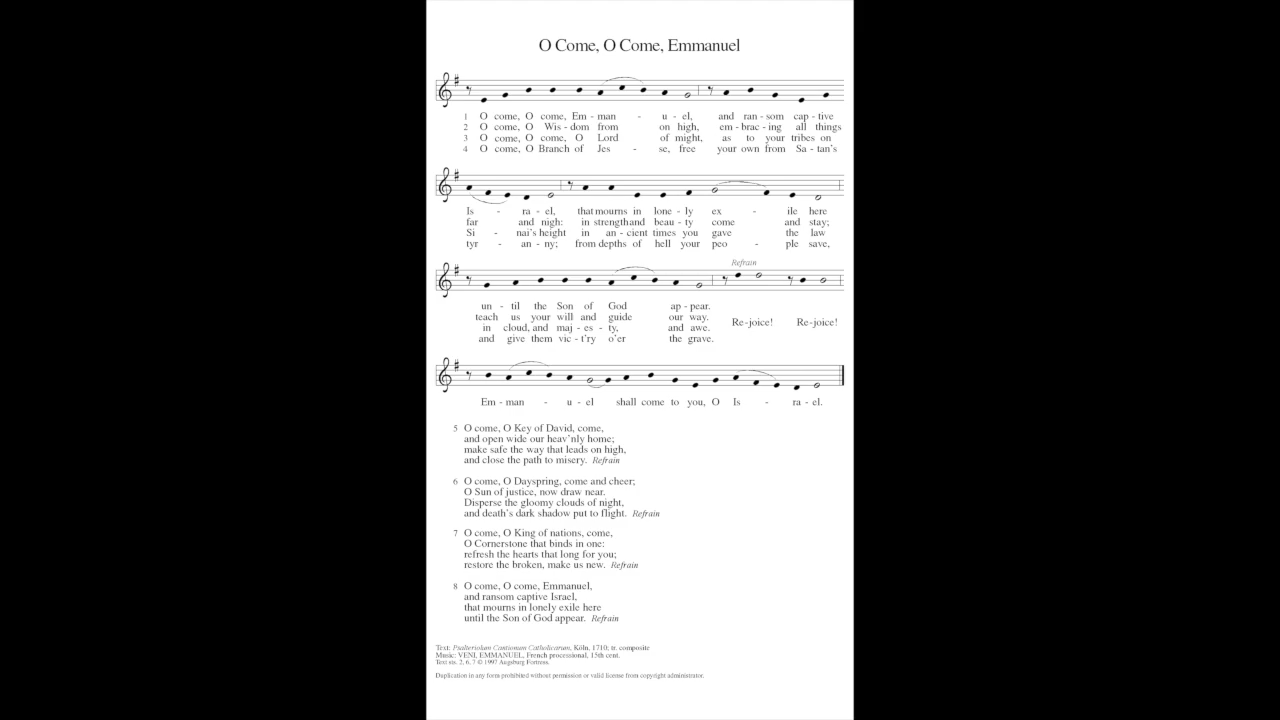 O Come, O Come, Emmanuel
1 O come, O come, Em - man - u - el, and ran - som cap - tive
2 O come, O Wis - dom from on high, em - brac - ing all things
3 O come, O come, O Lord of might, as to your tribes on
4 O come, O Branch of Jes - se, free your own from Sa - tan's
Is - ra - el, that mourns in lone - ly ex - ile here
far and nigh: in strength and beau - ty come and stay;
Si - nai's height in an - cient times you gave the law
tyr - an - ny; from depths of hell your peo - ple save,
Refrain
un - til the Son of God ap - pear.
teach us your will and guide our way.
Re - joice! Re - joice!
in cloud, and maj - es - ty, and awe.
and give them vic - t'ry o'er the grave.
Em - man - u - el shall come to you, O Is - ra - el.
5 O come, O Key of David, come,
and open wide our heav'nly home;
make safe the way that leads on high,
and close the path to misery. Refrain
6 O come, O Dayspring, come and cheer;
O Sun of justice, now draw near.
Disperse the gloomy clouds of night,
and death's dark shadow put to flight. Refrain
7 O come, O King of nations, come,
O Cornerstone that binds in one:
refresh the hearts that long for you;
restore the broken, make us new. Refrain
8 O come, O come, Emmanuel,
and ransom captive Israel,
that mourns in lonely exile here
until the Son of God appear. Refrain
Text: Psalteriolum Cantionum Catholicarum, Köln, 1710; tr. composite
Music: VENI, EMMANUEL, French processional, 15th cent.
Text sts. 2, 6, 7 © 1997 Augsburg Fortress.
Duplication in any form prohibited without permission or valid license from copyright administrator.